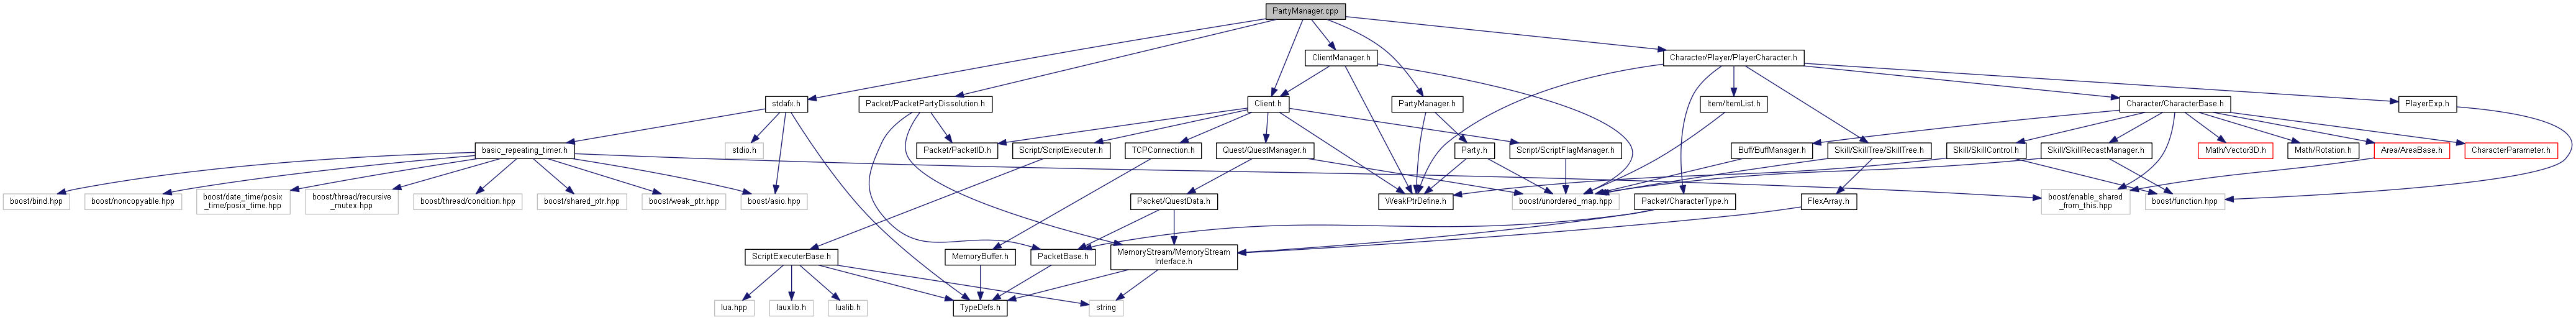 PartyManager.cpp
ClientManager.h
Character/Player/PlayerCharacter.h
stdafx.h
Packet/PacketPartyDissolution.h
Client.h
PartyManager.h
Item/ItemList.h
Character/CharacterBase.h
PlayerExp.h
basic_repeating_timer.h
stdio.h
Packet/PacketID.h
Script/ScriptExecuter.h
TCPConnection.h
Quest/QuestManager.h
Party.h
Script/ScriptFlagManager.h
Buff/BuffManager.h
Skill/SkillTree/SkillTree.h
Skill/SkillControl.h
Skill/SkillRecastManager.h
Math/Vector3D.h
Math/Rotation.h
Area/AreaBase.h
CharacterParameter.h
boost/bind.hpp
boost/noncopyable.hpp
boost/date_time/posix
_time/posix_time.hpp
boost/thread/recursive
_mutex.hpp
boost/thread/condition.hpp
boost/shared_ptr.hpp
boost/weak_ptr.hpp
boost/asio.hpp
Packet/QuestData.h
WeakPtrDefine.h
boost/unordered_map.hpp
Packet/CharacterType.h
FlexArray.h
boost/enable_shared
_from_this.hpp
boost/function.hpp
ScriptExecuterBase.h
MemoryBuffer.h
PacketBase.h
MemoryStream/MemoryStream
Interface.h
lua.hpp
lauxlib.h
lualib.h
TypeDefs.h
string